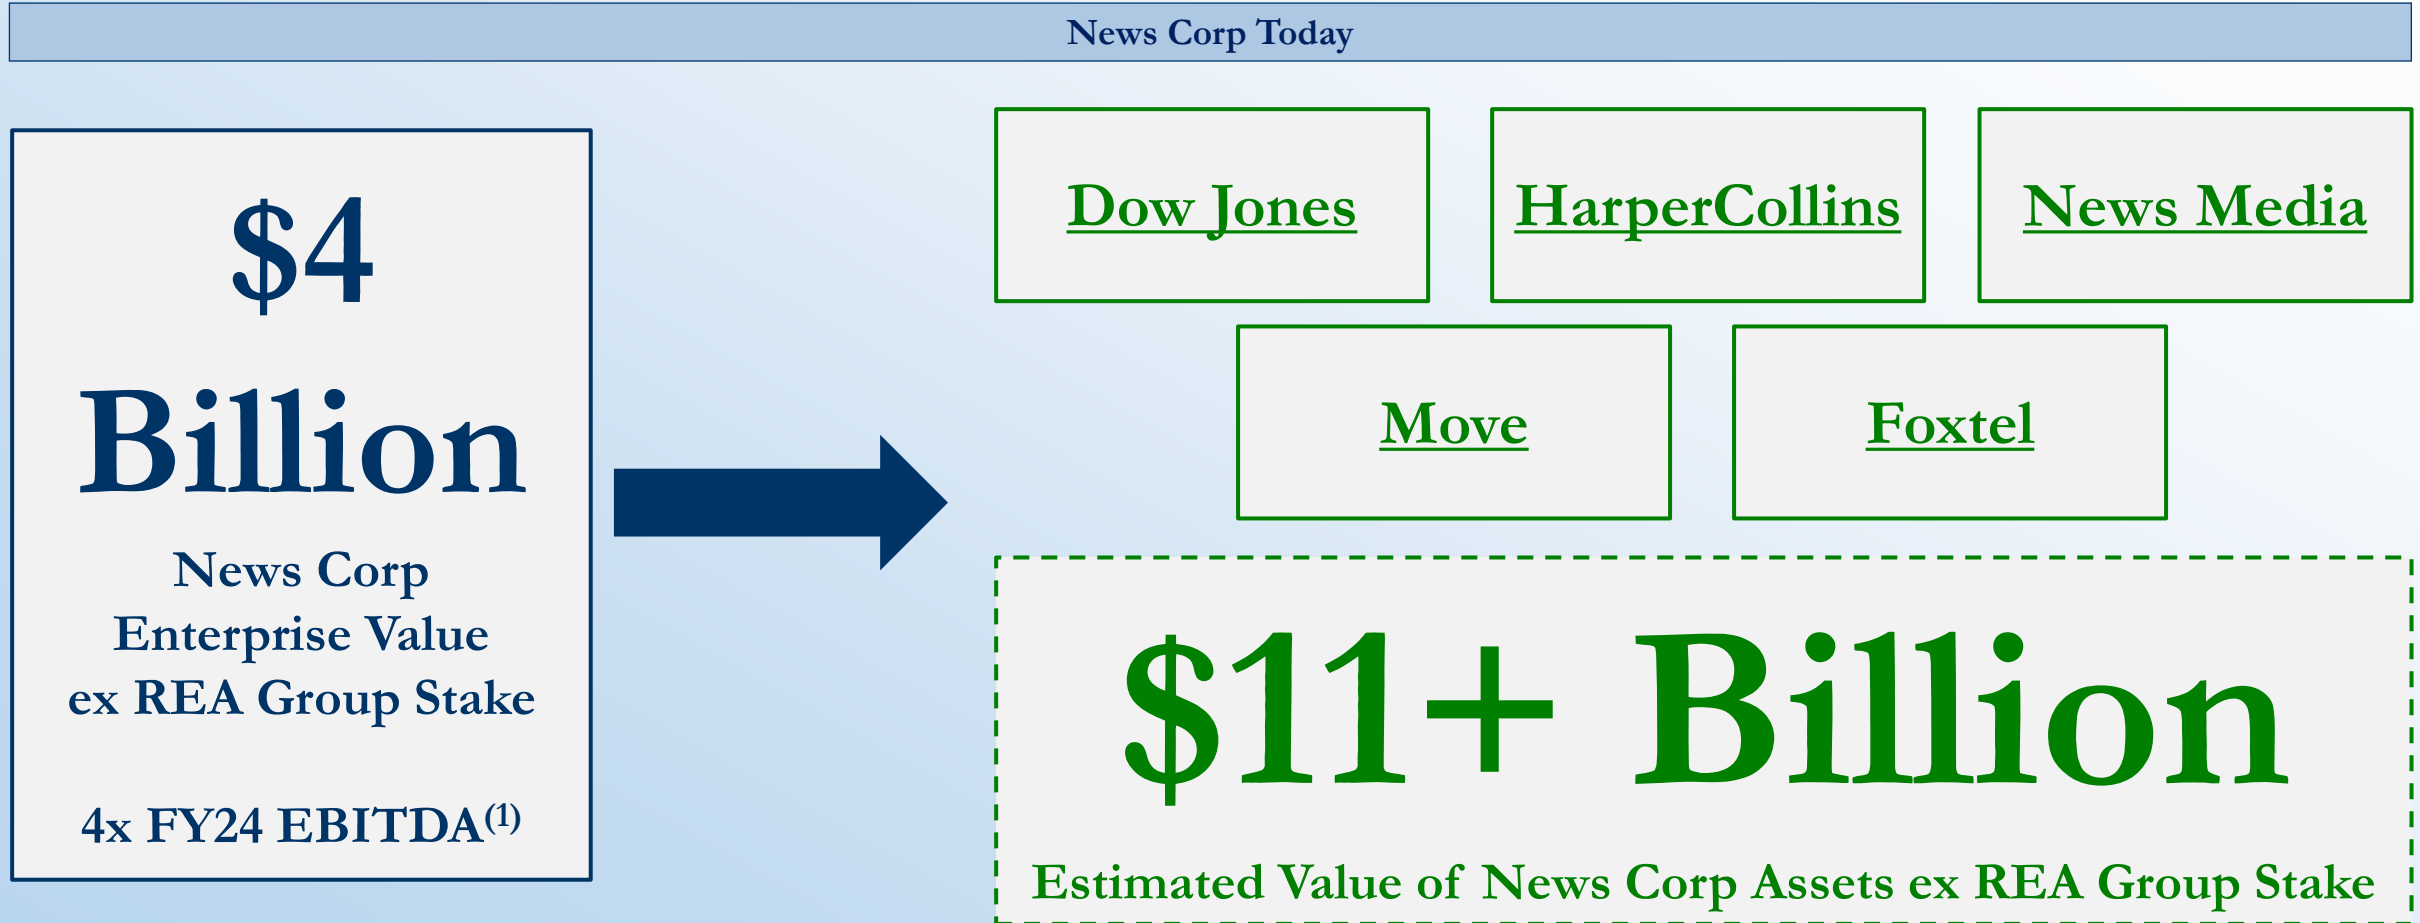 News Corp Today
$4
Billion
News Corp
Enterprise Value
ex REA Group Stake
4x FY24 EBITDA(1)
Dow Jones
HarperCollins
News Media
Move
Foxtel
$11+ Billion
Estimated Value of News Corp Assets ex REA Group Stake